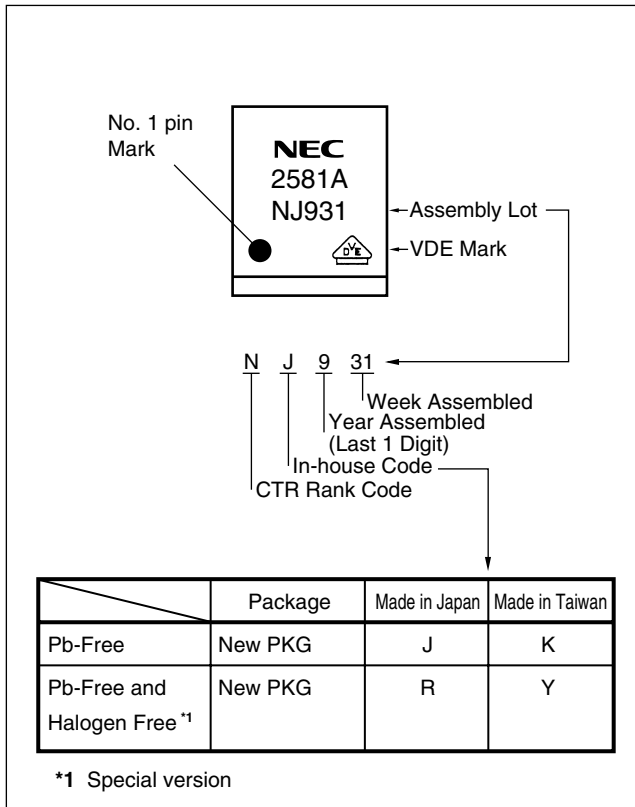 No. 1 pin
Mark
NEC
2581A
NJ931
Assembly Lot
VDE Mark
DVE
N J 9 31
Week Assembled
Year Assembled
(Last 1 Digit)
In-house Code
CTR Rank Code
Package Made in Japan Made in Taiwan
Pb-Free New PKG J K
Pb-Free and
Halogen Free *1 New PKG R Y
*1 Special version